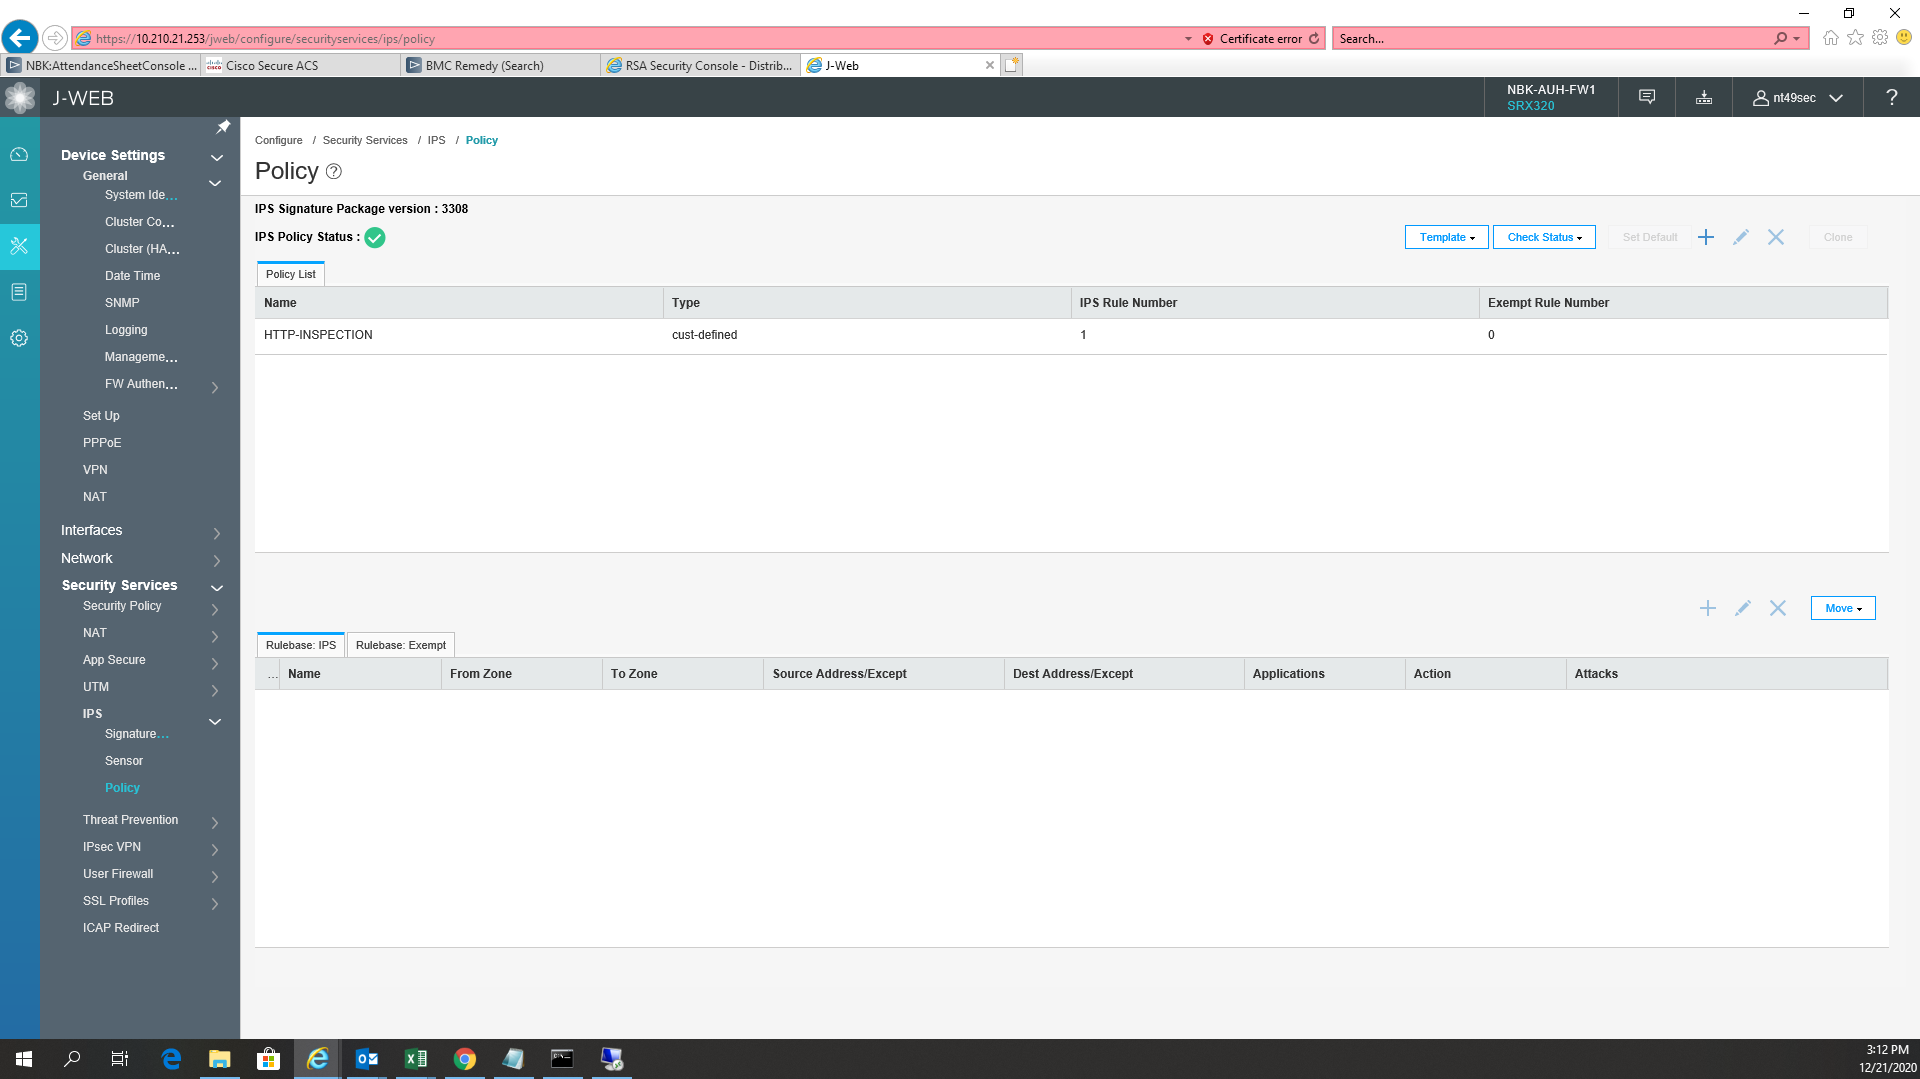 https://10.210.21.253/jweb/configure/securityservices/ips/policy
Certificate error
Search...
NBK:AttendanceSheetConsole ...
Cisco Secure ACS
BMC Remedy (Search)
RSA Security Console - Distrib...
J-Web
J-WEB
NBK-AUH-FW1
SRX320
nt49sec
?
Device Settings
General
System Ide...
Cluster Co...
Cluster (HA...
Date Time
SNMP
Logging
Manageme...
FW Authen...
Set Up
PPPoE
VPN
NAT
Interfaces
Network
Security Services
Security Policy
NAT
App Secure
UTM
IPS
Signature...
Sensor
Policy
Threat Prevention
IPsec VPN
User Firewall
SSL Profiles
ICAP Redirect
Configure / Security Services / IPS / Policy
Policy ?
IPS Signature Package version : 3308
IPS Policy Status :
Template
Check Status
Set Default
Clone
Policy List
Name Type IPS Rule Number Exempt Rule Number
HTTP-INSPECTION cust-defined 1 0
Move
Rulebase: IPS Rulebase: Exempt
... Name From Zone To Zone Source Address/Except Dest Address/Except Applications Action Attacks
3:12 PM
12/21/2020